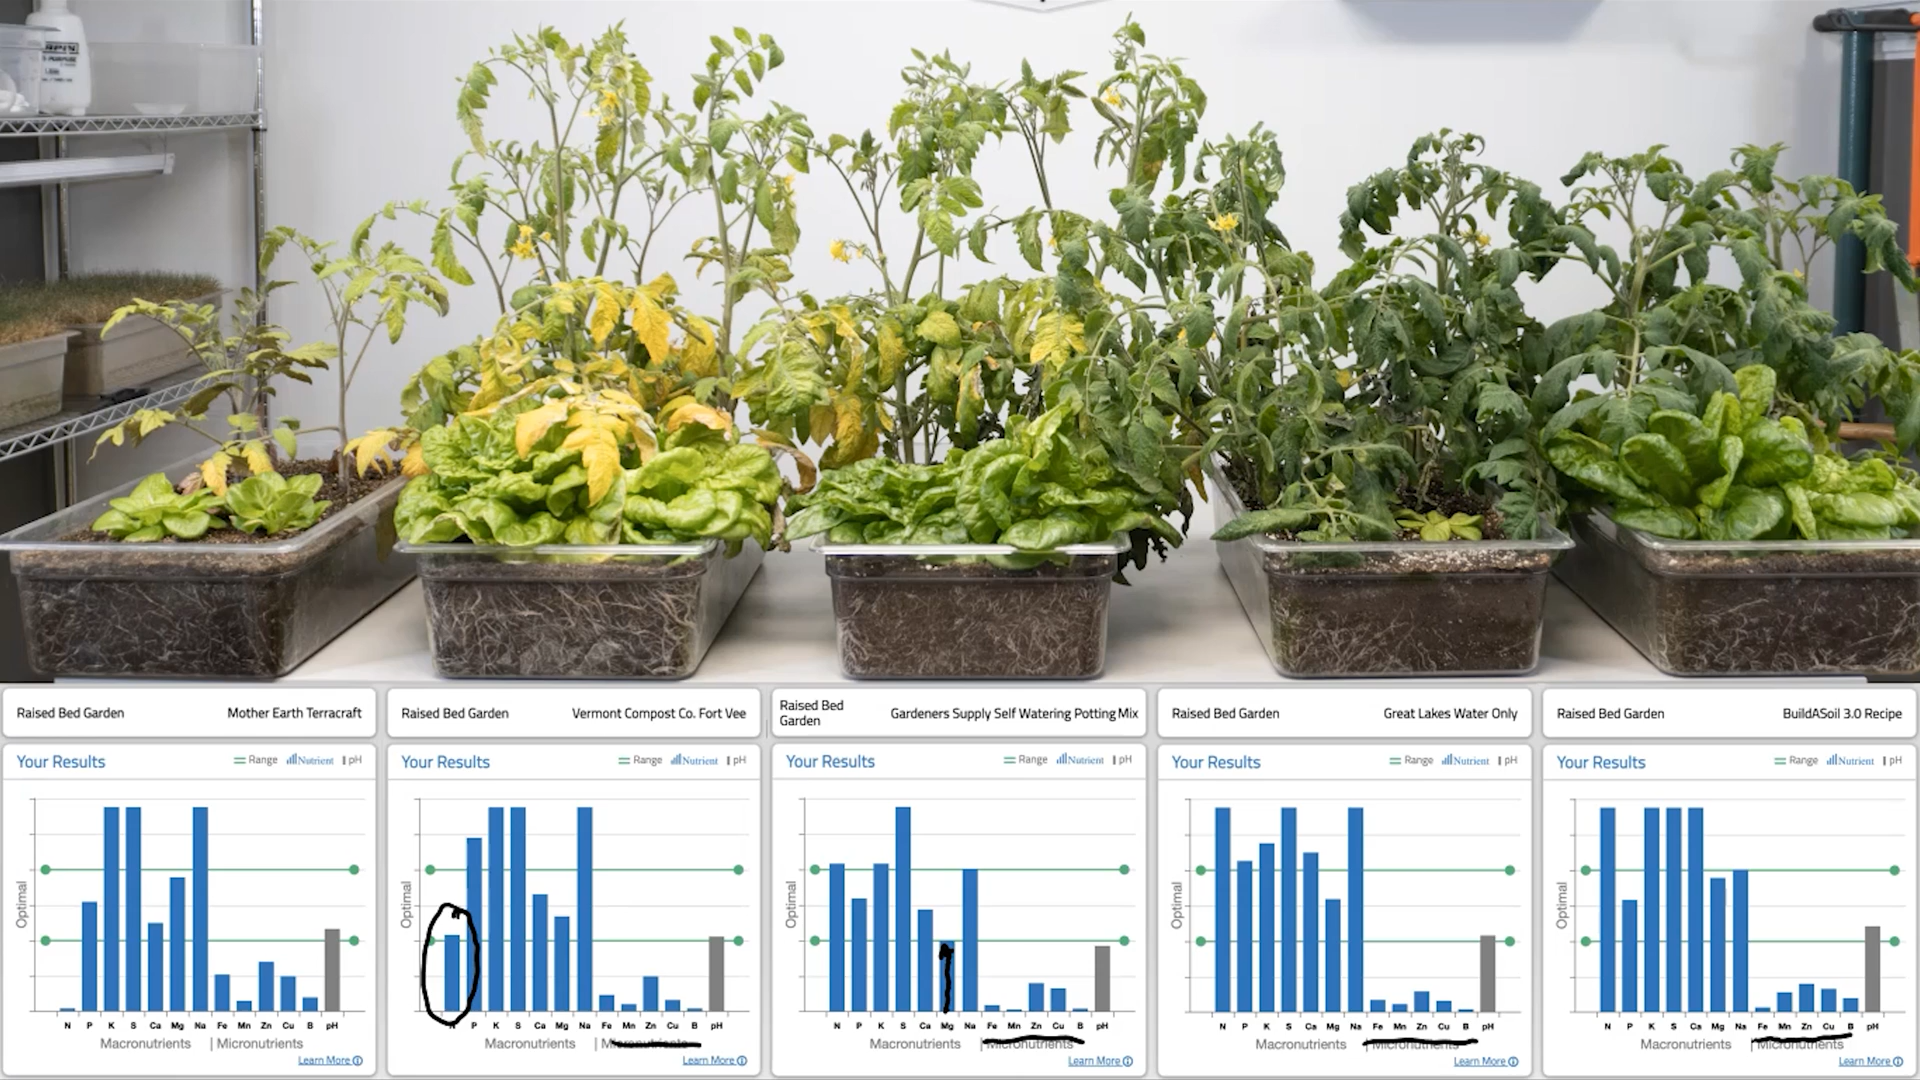 Raised Bed Garden Mother Earth Terracraft
Raised Bed Garden Vermont Compost Co. Fort Vee
Raised Bed
Garden Gardeners Supply Self Watering Potting Mix
Raised Bed Garden Great Lakes Water Only
Raised Bed Garden BuildASoil 3.0 Recipe
Your Results Range Nutrient pH
Optimal
N P K S Ca Mg Na Fe Mn Zn Cu B pH
Macronutrients | Micronutrients
Learn More
Your Results Range Nutrient pH
Optimal
N P K S Ca Mg Na Fe Mn Zn Cu B pH
Macronutrients | Micronutrients
Learn More
Your Results Range Nutrient pH
Optimal
N P K S Ca Mg Na Fe Mn Zn Cu B pH
Macronutrients | Micronutrients
Learn More
Your Results Range Nutrient pH
Optimal
N P K S Ca Mg Na Fe Mn Zn Cu B pH
Macronutrients | Micronutrients
Learn More
Your Results Range Nutrient pH
Optimal
N P K S Ca Mg Na Fe Mn Zn Cu B pH
Macronutrients | Micronutrients
Learn More